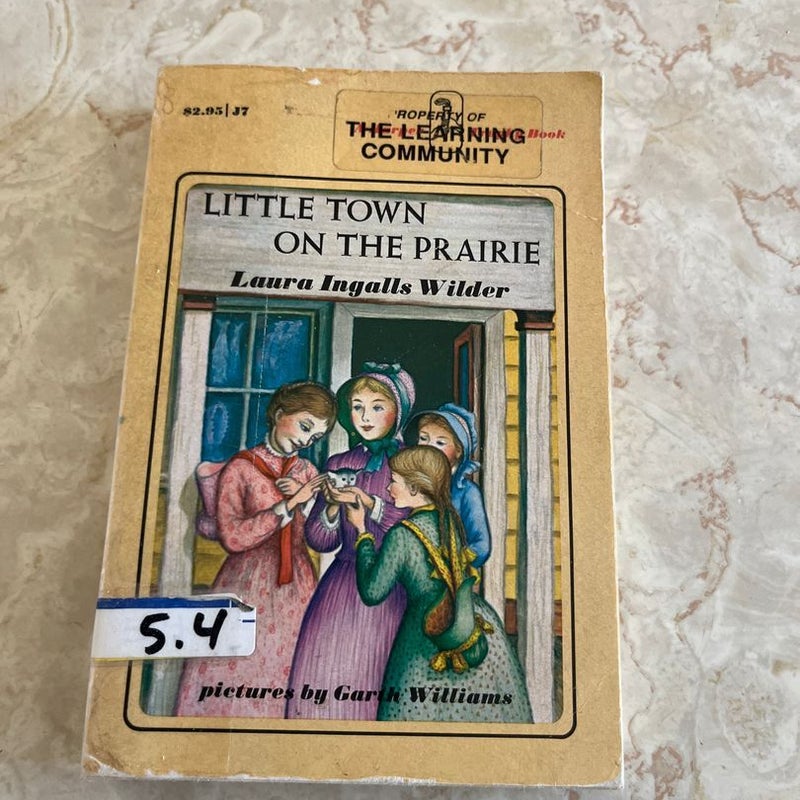 $2.95 | J7
'ROPERTY OF
THE LEARNING
COMMUNITY
Book
LITTLE TOWN
ON THE PRAIRIE
Laura Ingalls Wilder
5.4
pictures by Garth Williams